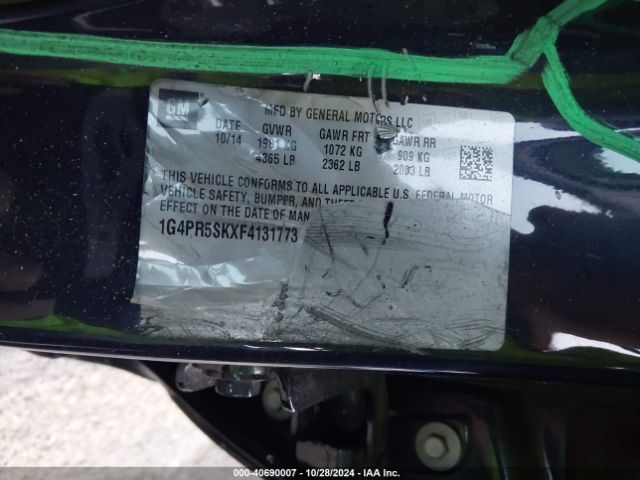 GM
MFD BY GENERAL MOTORS LLC
DATE GVWR GAWR FRT GAWR RR
10/14 1981 KG 1072 KG 909 KG
4365 LB 2362 LB 2003 LB
THIS VEHICLE CONFORMS TO ALL APPLICABLE U.S. FEDERAL MOTOR
VEHICLE SAFETY, BUMPER, AND THEFT
EFFECT ON THE DATE OF MAN
1G4PR5SKXF4131773
000-40690007 • 10/28/2024 • IAA Inc.